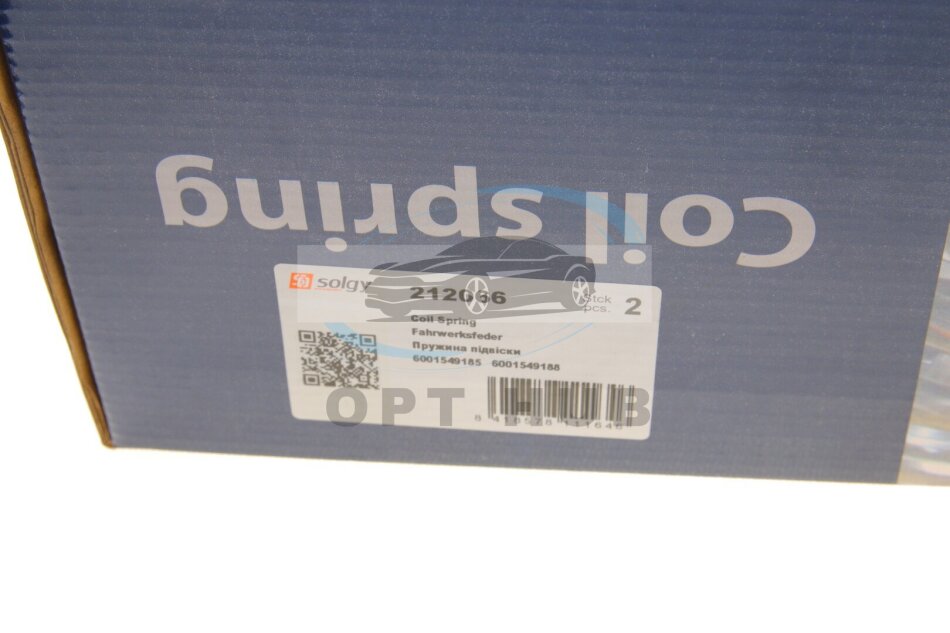 Coil spring
solgy 212066 Stck pcs. 2
Coil Spring
Fahrwerksfeder
Пружина підвіски
6001549185 6001549188
OPT HUB